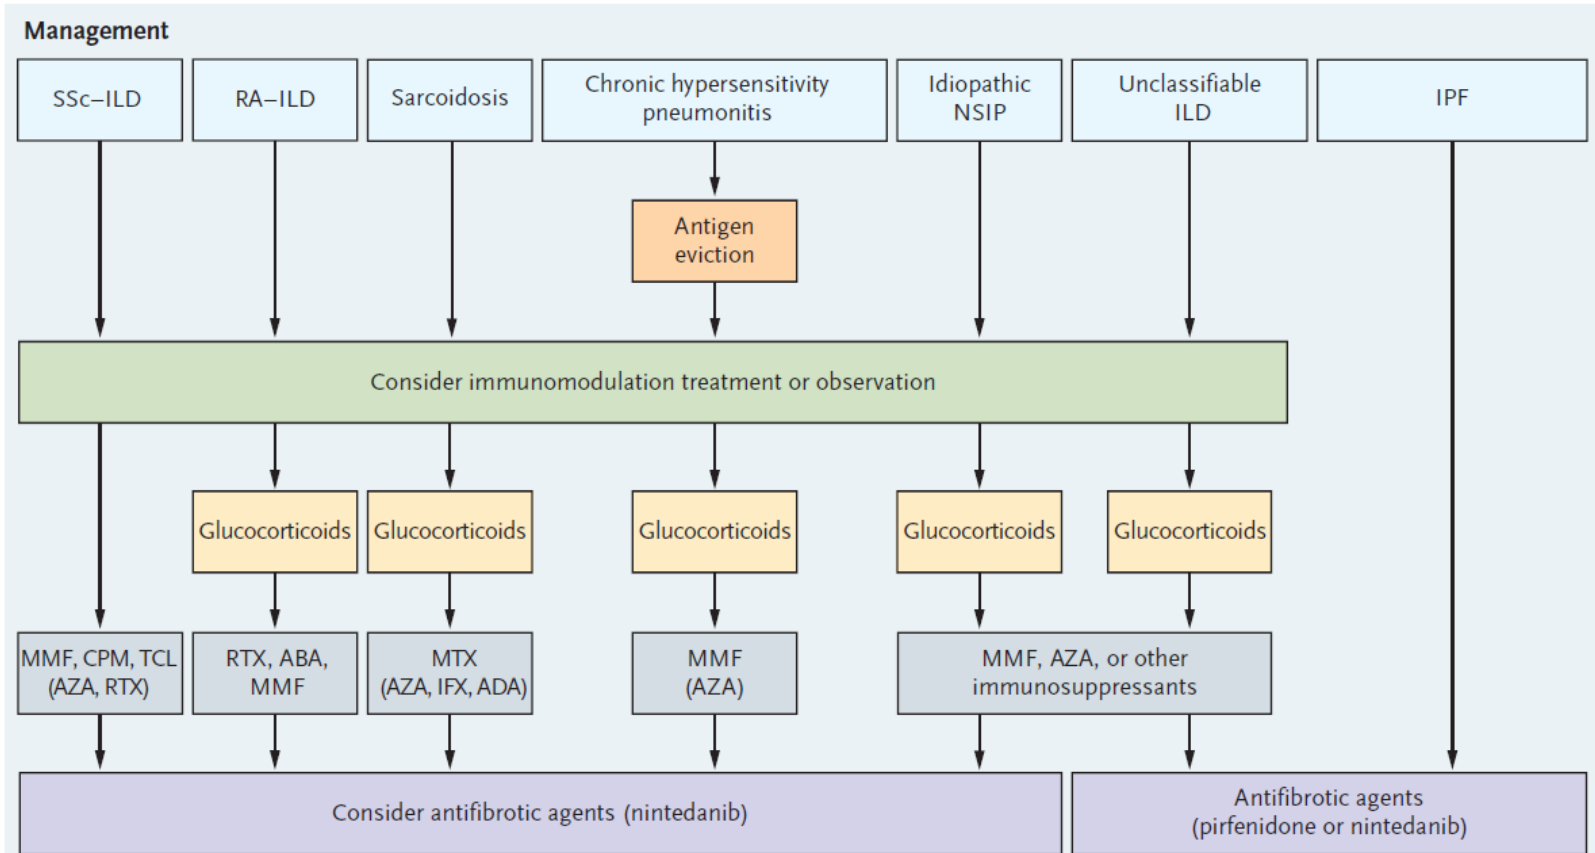 Management
SSc–ILD
RA–ILD
Sarcoidosis
Chronic hypersensitivity
pneumonitis
Idiopathic
NSIP
Unclassifiable
ILD
IPF
Antigen
eviction
Consider immunomodulation treatment or observation
Glucocorticoids
Glucocorticoids
Glucocorticoids
Glucocorticoids
Glucocorticoids
MMF, CPM, TCL
(AZA, RTX)
RTX, ABA,
MMF
MTX
(AZA, IFX, ADA)
MMF
(AZA)
MMF, AZA, or other
immunosuppressants
Consider antifibrotic agents (nintedanib)
Antifibrotic agents
(pirfenidone or nintedanib)